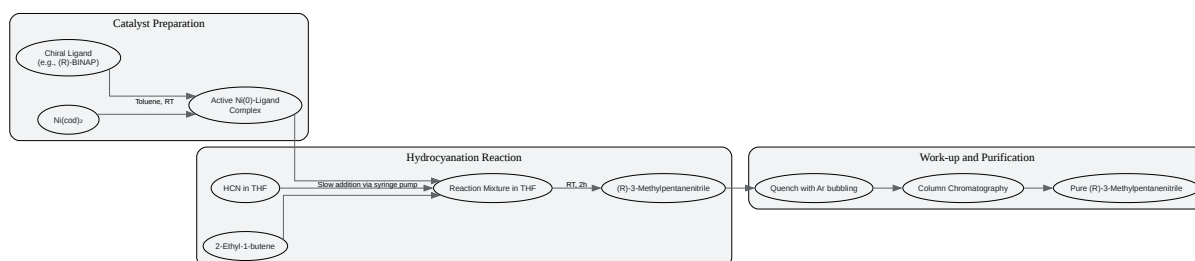 Catalyst Preparation
Chiral Ligand
(e.g., (R)-BINAP)
Toluene, RT
Active Ni(0)-Ligand
Complex
Ni(cod)₂
Hydrocyanation Reaction
HCN in THF
Slow addition via syringe pump
Reaction Mixture in THF
RT, 2h
(R)-3-Methylpentanenitrile
2-Ethyl-1-butene
Work-up and Purification
Quench with Ar bubbling
Column Chromatography
Pure (R)-3-Methylpentanenitrile